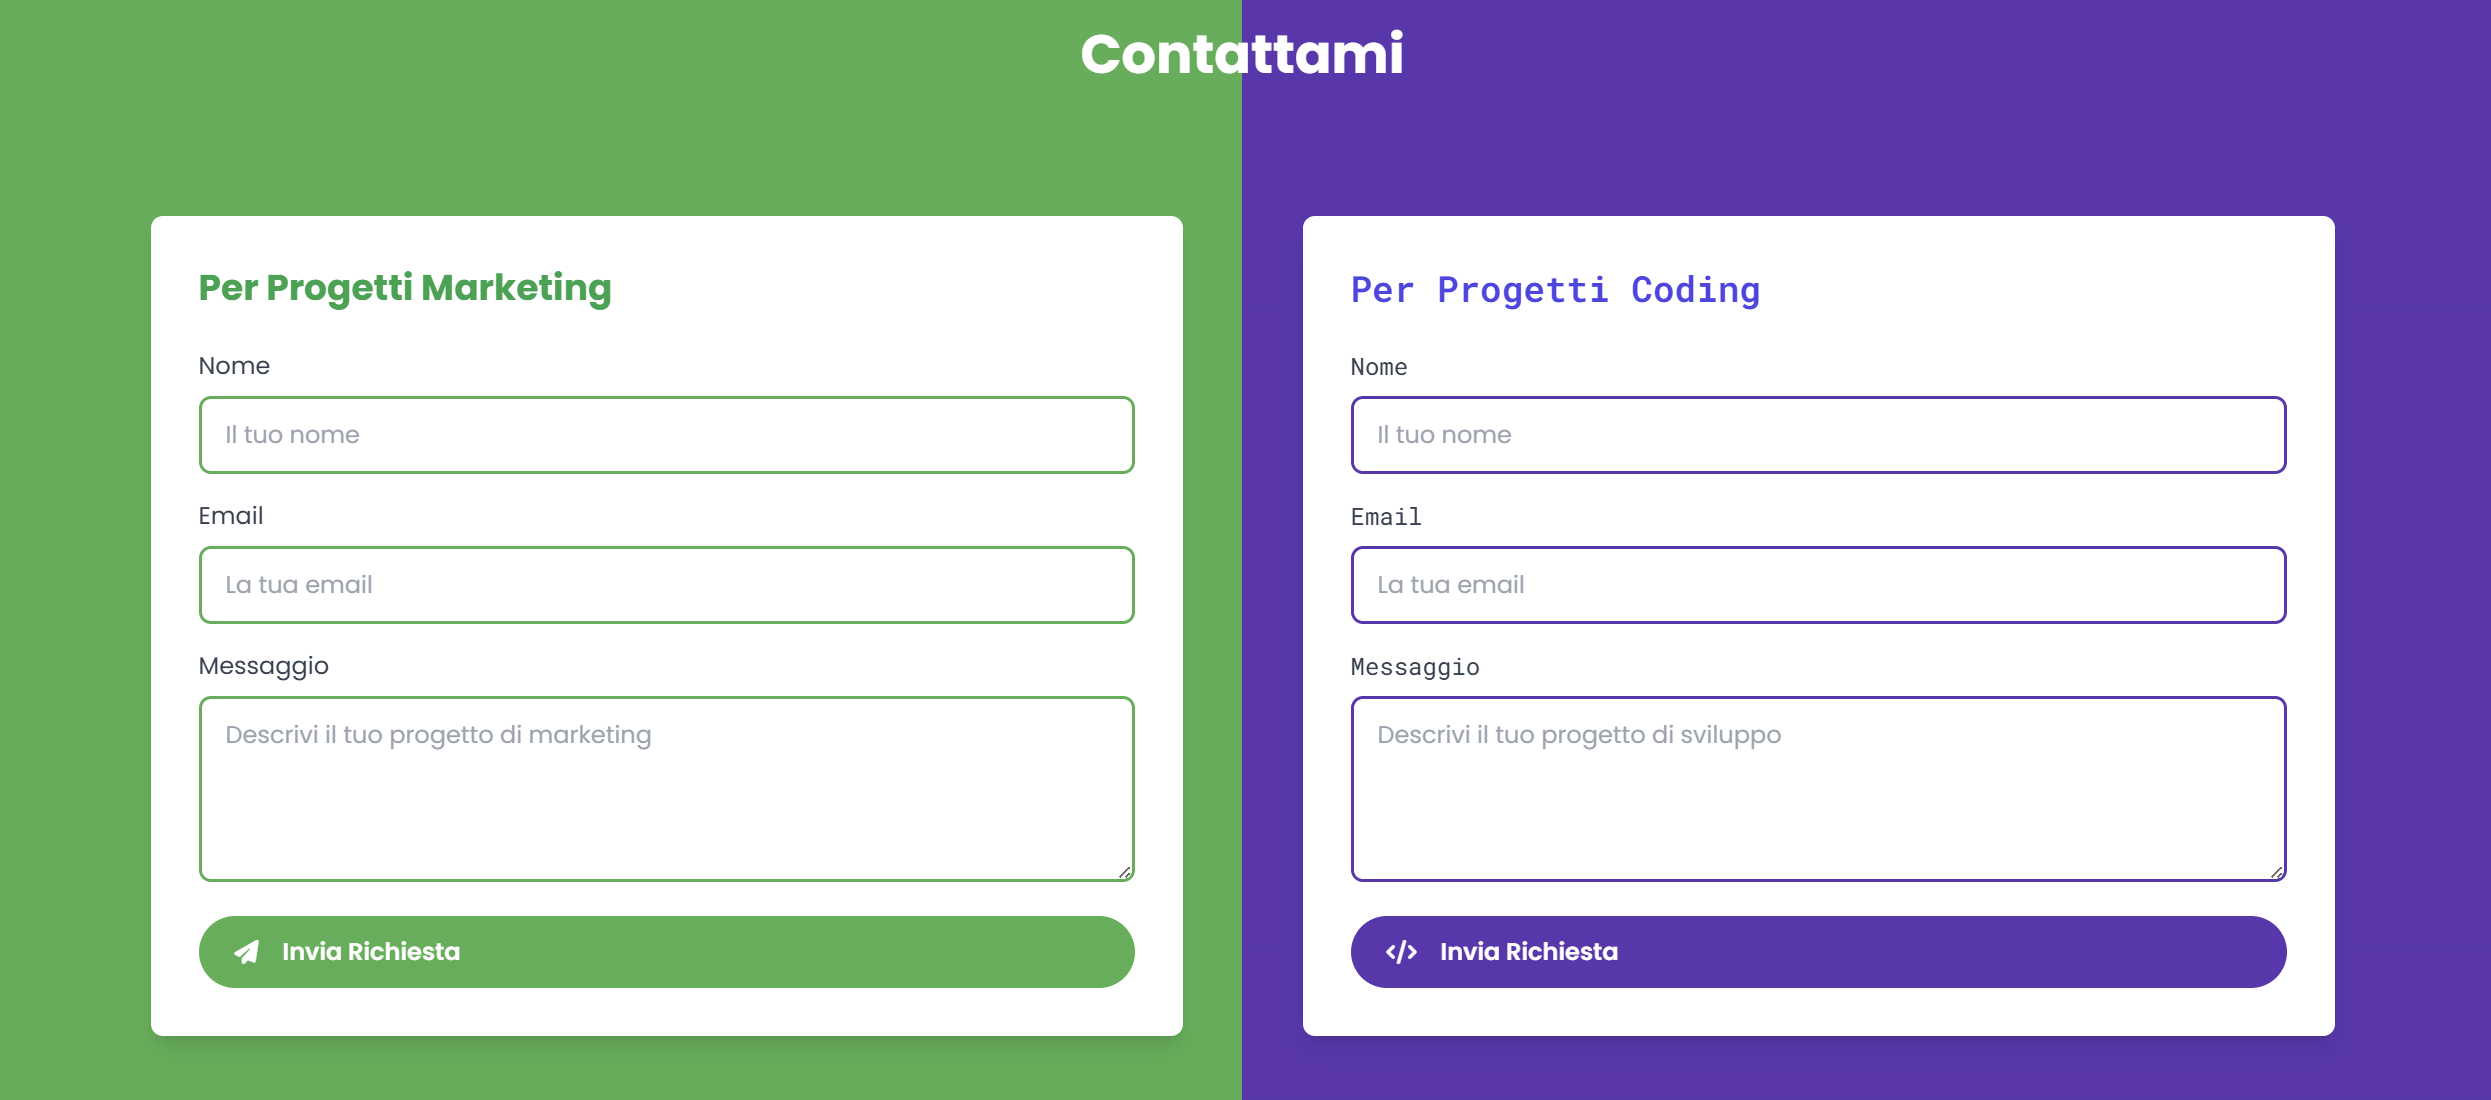 Contattami
Per Progetti Marketing
Nome
Il tuo nome
Email
La tua email
Messaggio
Descrivi il tuo progetto di marketing
Invia Richiesta
Per Progetti Coding
Nome
Il tuo nome
Email
La tua email
Messaggio
Descrivi il tuo progetto di sviluppo
Invia Richiesta